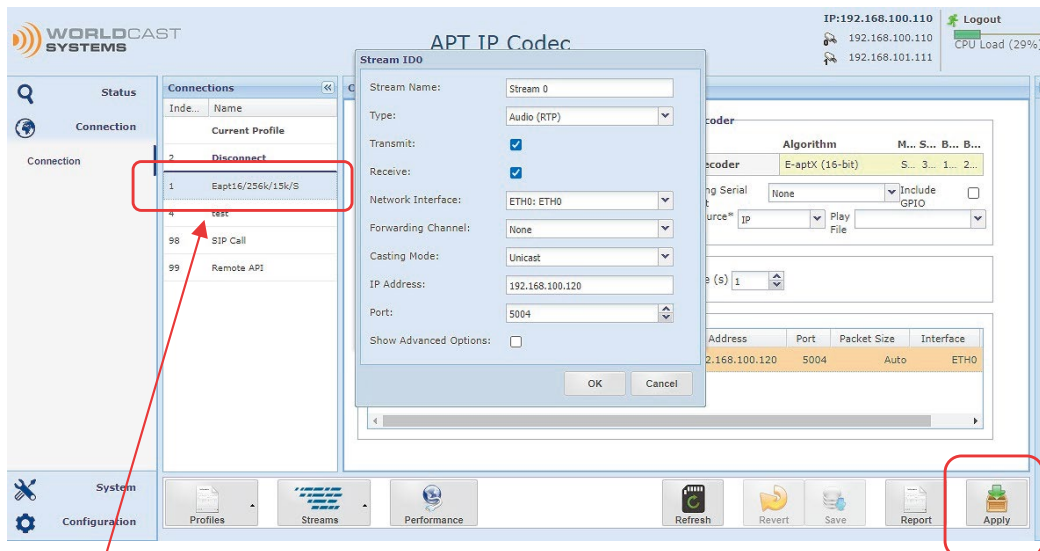 WORLDCAST
SYSTEMS
APT IP Codec
IP:192.168.100.110
192.168.100.110
192.168.101.111
Logout
CPU Load (29%)
Status
Connection
Connection
System
Configuration
Connections
Inde... Name
Current Profile
2 Disconnect
1 Eapt16/256k/15k/S
4 test
98 SIP Call
99 Remote API
Stream ID0
Stream Name: Stream 0
Type: Audio (RTP)
Transmit:
Receive:
Network Interface: ETH0: ETH0
Forwarding Channel: None
Casting Mode: Unicast
IP Address: 192.168.100.120
Port: 5004
Show Advanced Options:
OK Cancel
C
coder
Algorithm M... S... B... B...
ecoder E-aptX (16-bit) S... 3... 1... 2...
ng Serial None Include
t GPIO
urce* IP Play
File
e (s) 1
Address Port Packet Size Interface
2.168.100.120 5004 Auto ETH0
Profiles Streams Performance Refresh Revert Save Report Apply